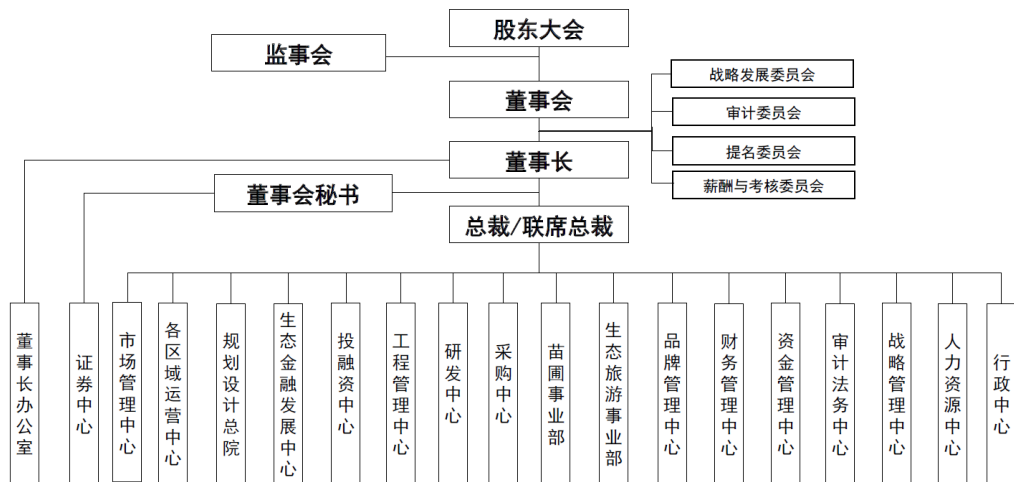 股东大会
监事会
董事会
战略发展委员会
审计委员会
提名委员会
薪酬与考核委员会
董事长
董事会秘书
总裁/联席总裁
董事长办公室
证券中心
市场管理中心
各区域运营中心
规划设计总院
生态金融发展中心
投融资中心
工程管理中心
研发中心
采购中心
苗圃事业部
生态旅游事业部
品牌管理中心
财务管理中心
资金管理中心
审计法务中心
战略管理中心
人力资源中心
行政中心